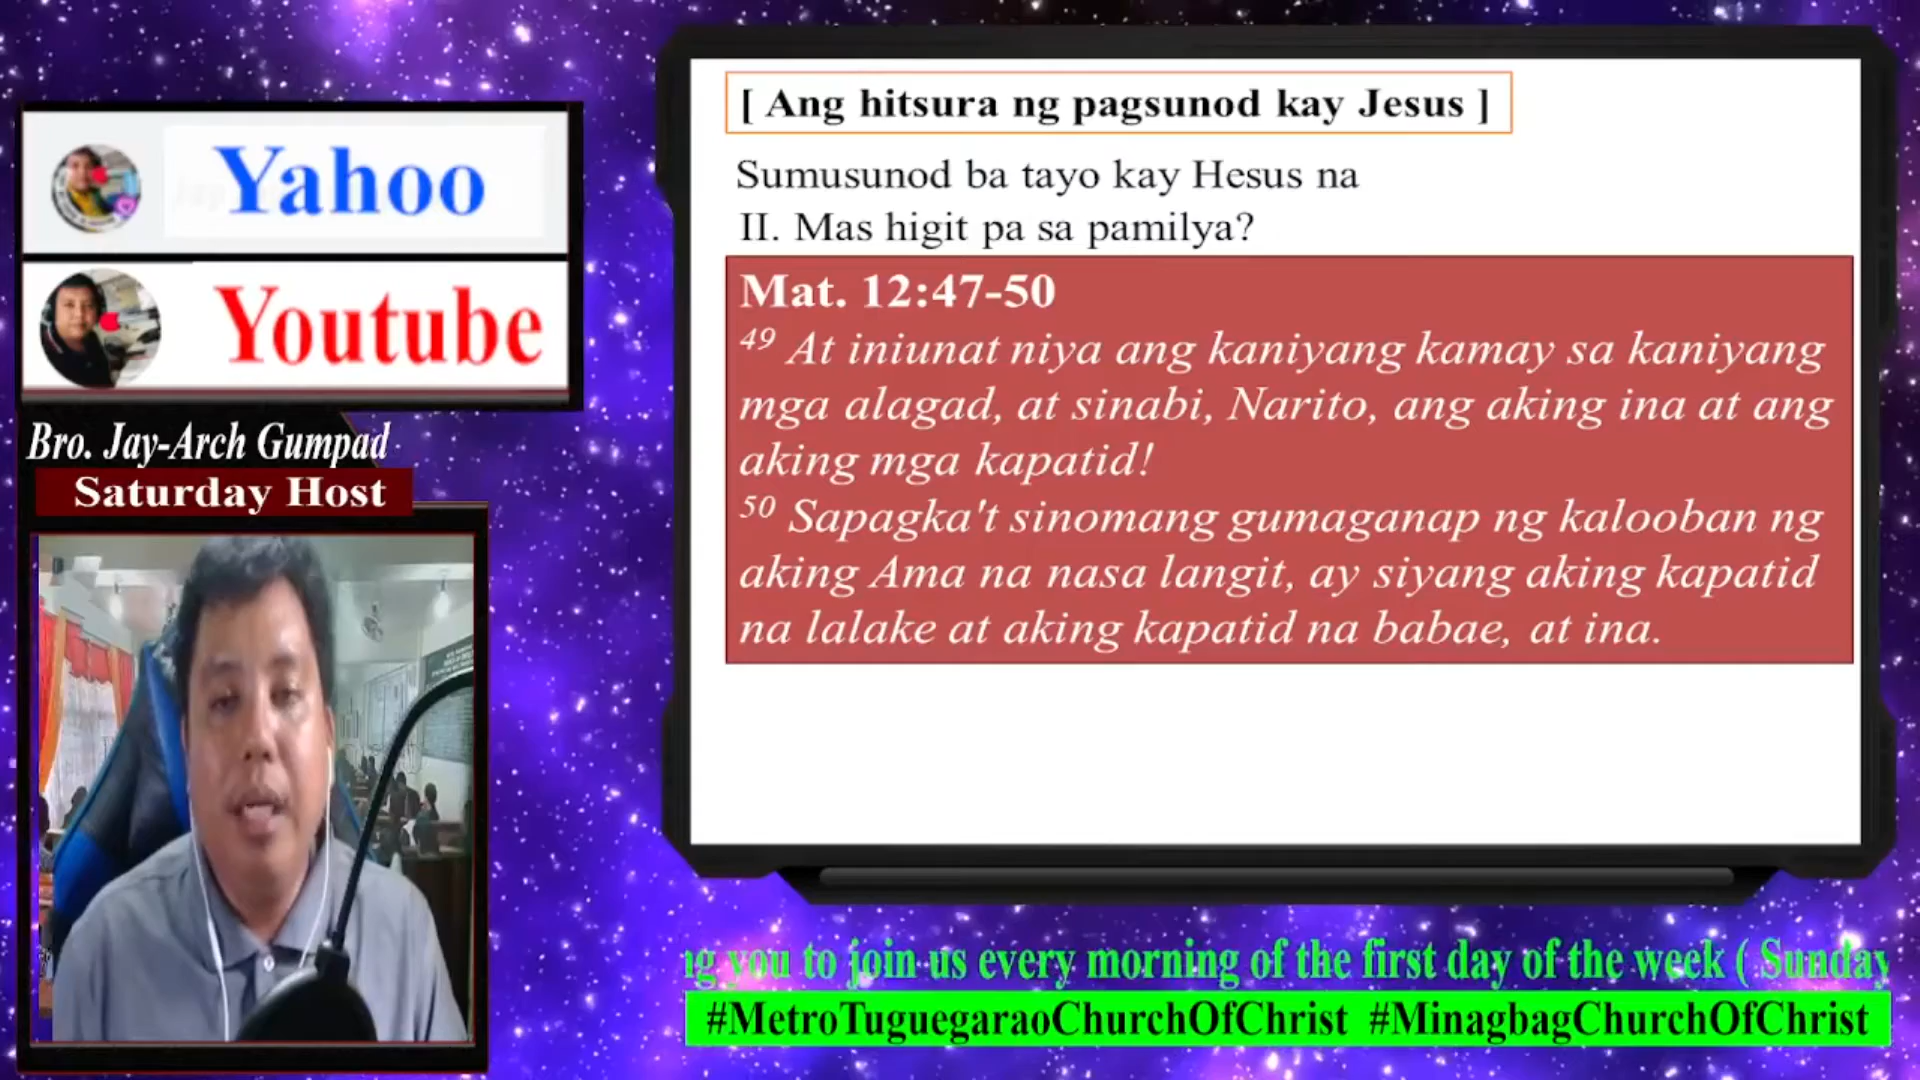 Yahoo
Youtube
Bro. Jay-Arch Gumpad
Saturday Host
[ Ang hitsura ng pagsunod kay Jesus ]
Sumusunod ba tayo kay Hesus na
II. Mas higit pa sa pamilya?
Mat. 12:47-50
49 At iniunat niya ang kaniyang kamay sa kaniyang
mga alagad, at sinabi, Narito, ang aking ina at ang
aking mga kapatid!
50 Sapagka't sinomang gumaganap ng kalooban ng
aking Ama na nasa langit, ay siyang aking kapatid
na lalake at aking kapatid na babae, at ina.
you to join us every morning of the first day of the week ( Sunday
#MetroTuguegaraoChurchOfChrist #MinagbagChurchOfChrist